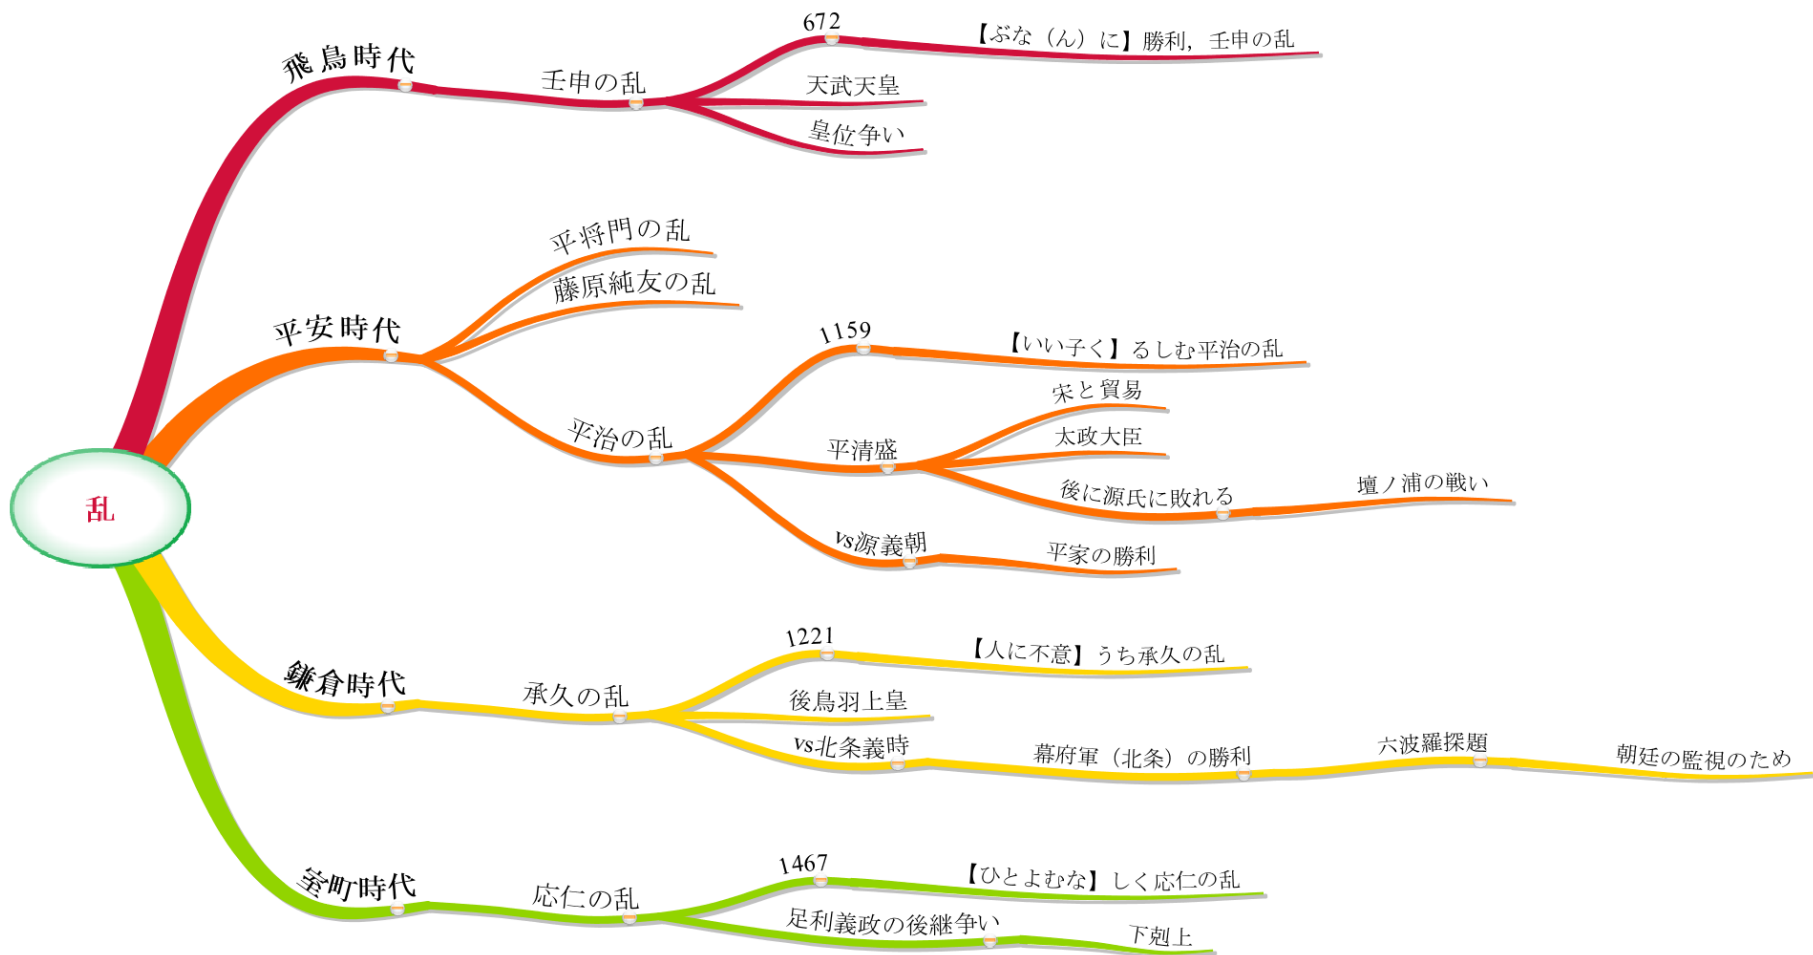 乱
飛鳥時代
壬申の乱
672
【ぶな（ん）に】勝利，壬申の乱
天武天皇
皇位争い
平安時代
平将門の乱
藤原純友の乱
平治の乱
1159
【いい子く】るしむ平治の乱
平清盛
宋と貿易
太政大臣
後に源氏に敗れる
壇ノ浦の戦い
vs源義朝
平家の勝利
鎌倉時代
承久の乱
1221
【人に不意】うち承久の乱
後鳥羽上皇
vs北条義時
幕府軍（北条）の勝利
六波羅探題
朝廷の監視のため
室町時代
応仁の乱
1467
【ひとよむな】しく応仁の乱
足利義政の後継争い
下剋上